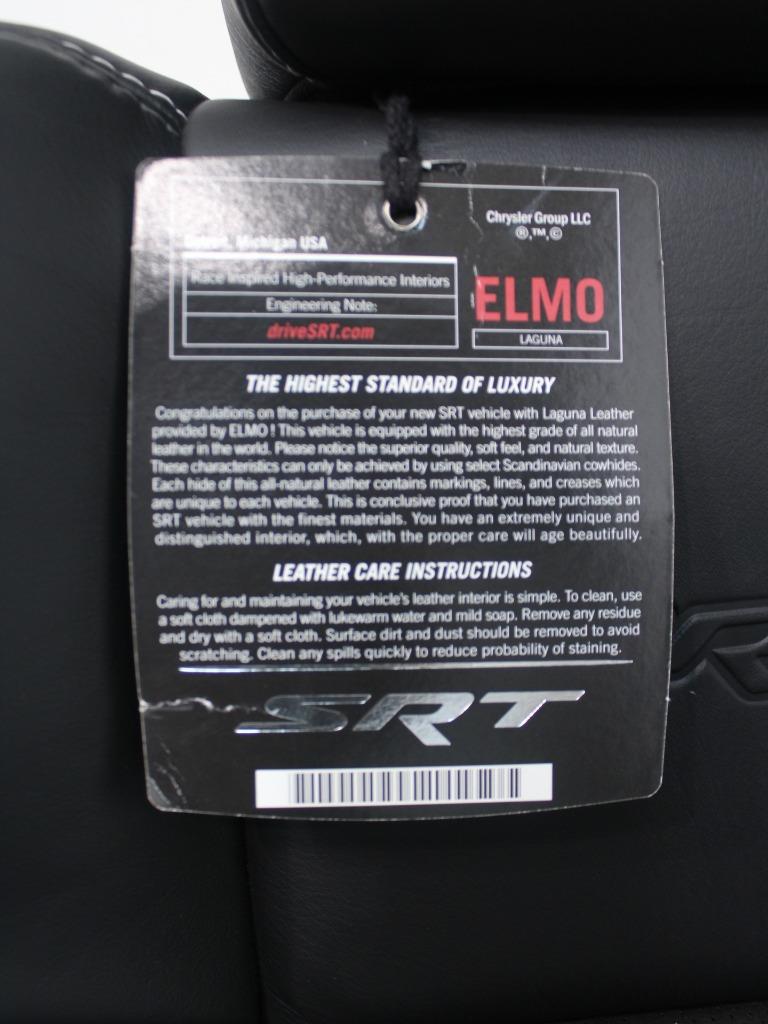 Chrysler Group LLC
®,™,©
Michigan USA
Race Inspired High-Performance Interiors
Engineering Note:
driveSRT.com
ELMO
LAGUNA
THE HIGHEST STANDARD OF LUXURY
Congratulations on the purchase of your new SRT vehicle with Laguna Leather
provided by ELMO ! This vehicle is equipped with the highest grade of all natural
leather in the world. Please notice the superior quality, soft feel, and natural texture.
These characteristics can only be achieved by using select Scandinavian cowhides.
Each hide of this all-natural leather contains markings, lines, and creases which
are unique to each vehicle. This is conclusive proof that you have purchased an
SRT vehicle with the finest materials. You have an extremely unique and
distinguished interior, which, with the proper care will age beautifully.
LEATHER CARE INSTRUCTIONS
Caring for and maintaining your vehicle's leather interior is simple. To clean, use
a soft cloth dampened with lukewarm water and mild soap. Remove any residue
and dry with a soft cloth. Surface dirt and dust should be removed to avoid
scratching. Clean any spills quickly to reduce probability of staining.
SRT